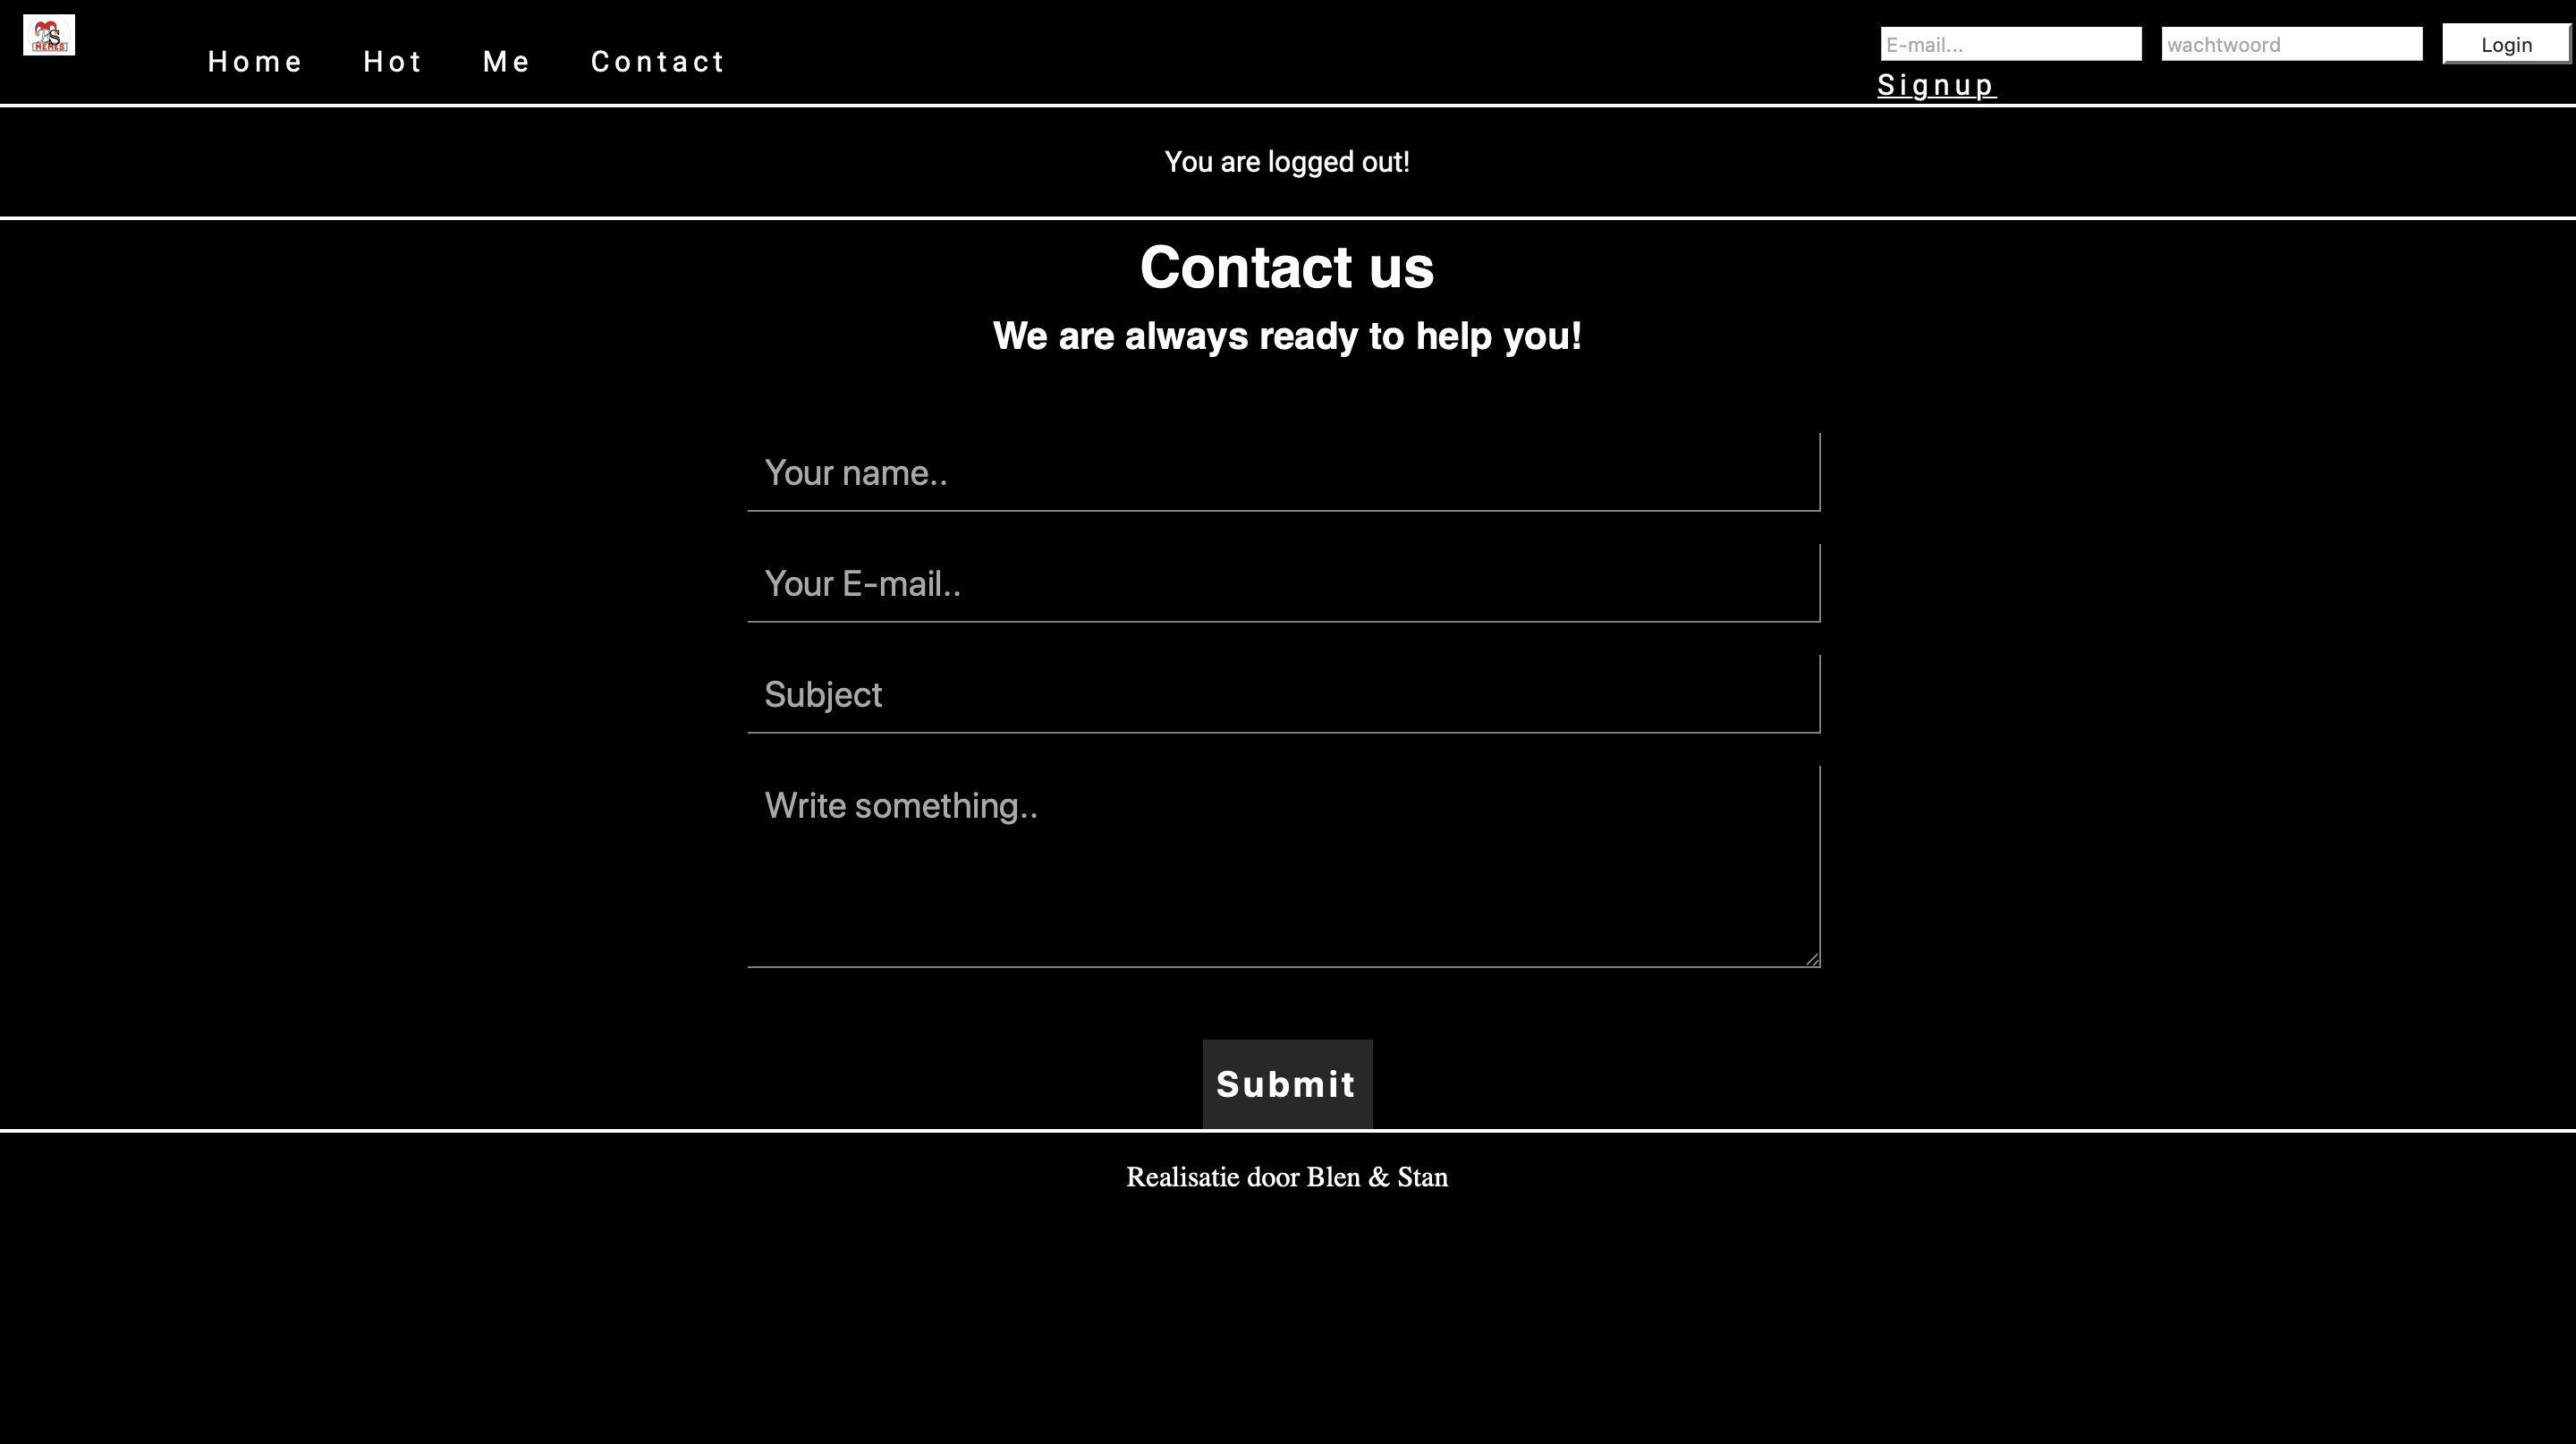 MEMES
Home Hot Me Contact
E-mail... wachtwoord Login
Signup
You are logged out!
Contact us
We are always ready to help you!
Your name..
Your E-mail..
Subject
Write something..
Submit
Realisatie door Blen & Stan